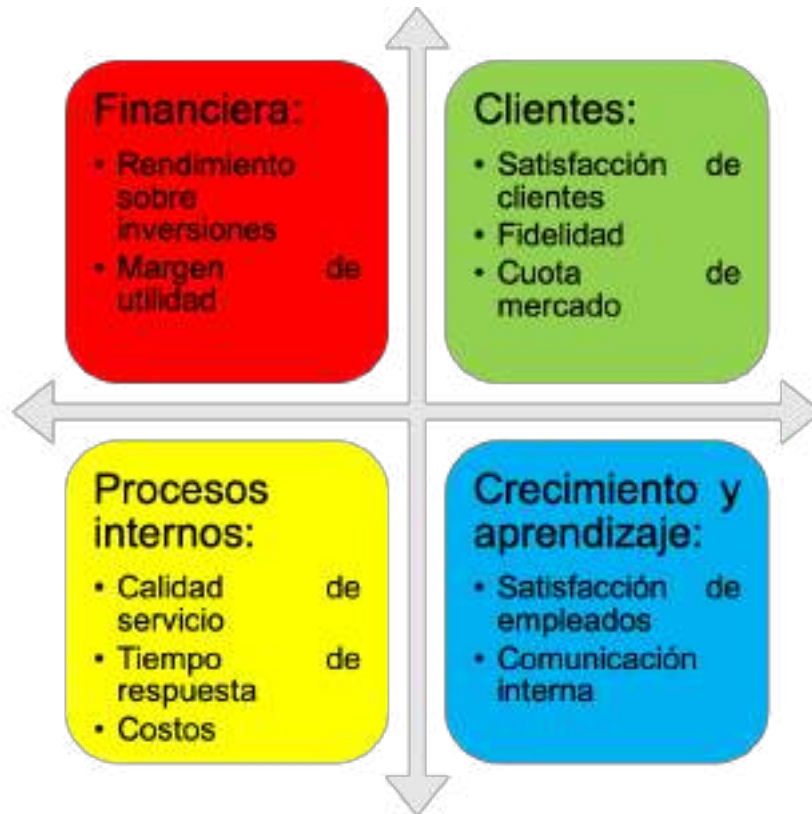 Financiera:
• Rendimiento
sobre
inversiones
• Margen de
utilidad
Clientes:
• Satisfacción de
clientes
• Fidelidad
• Cuota de
mercado
Procesos
internos:
• Calidad de
servicio
• Tiempo de
respuesta
• Costos
Crecimiento y
aprendizaje:
• Satisfacción de
empleados
• Comunicación
interna